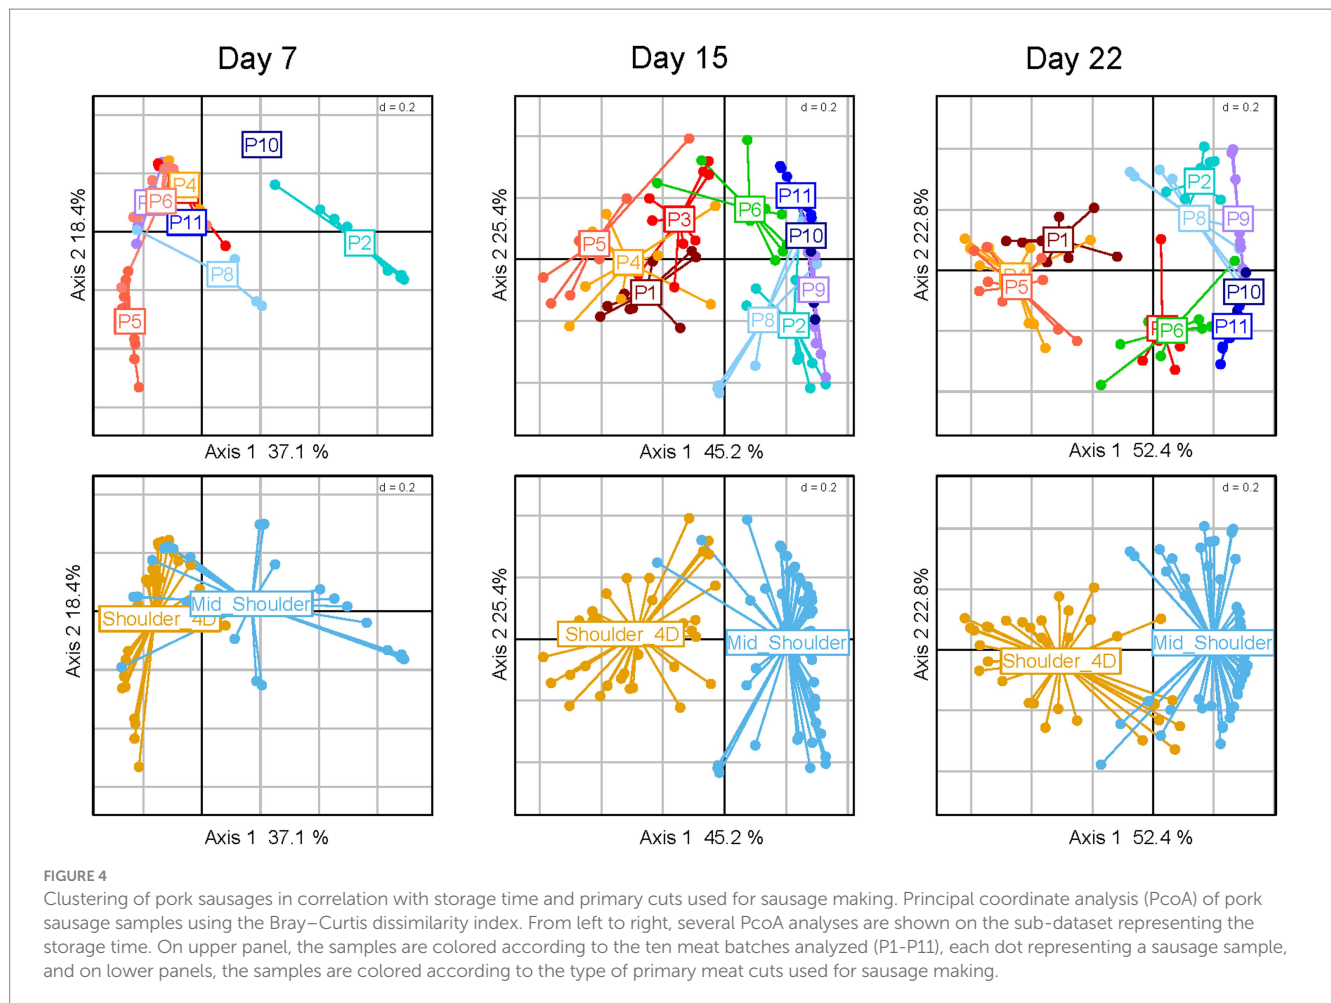 Day 7
Day 15
Day 22
d = 0.2
d = 0.2
d = 0.2
P10
P4
P6
P11
P2
P8
P5
Axis 2 18.4%
Axis 1 37.1 %
P11
P6
P3
P10
P5
P4
P1
P9
P8
P2
Axis 2 25.4%
Axis 1 45.2 %
P2
P8
P9
P1
P5
P10
P11
P6
Axis 2 22.8%
Axis 1 52.4 %
d = 0.2
d = 0.2
d = 0.2
Mid_Shoulder
Shoulder_4D
Axis 2 18.4%
Axis 1 37.1 %
Shoulder_4D
Mid_Shoulder
Axis 2 25.4%
Axis 1 45.2 %
Mid_Shoulder
Shoulder_4D
Axis 2 22.8%
Axis 1 52.4 %
FIGURE 4
Clustering of pork sausages in correlation with storage time and primary cuts used for sausage making. Principal coordinate analysis (PcoA) of pork
sausage samples using the Bray–Curtis dissimilarity index. From left to right, several PcoA analyses are shown on the sub-dataset representing the
storage time. On upper panel, the samples are colored according to the ten meat batches analyzed (P1-P11), each dot representing a sausage sample,
and on lower panels, the samples are colored according to the type of primary meat cuts used for sausage making.